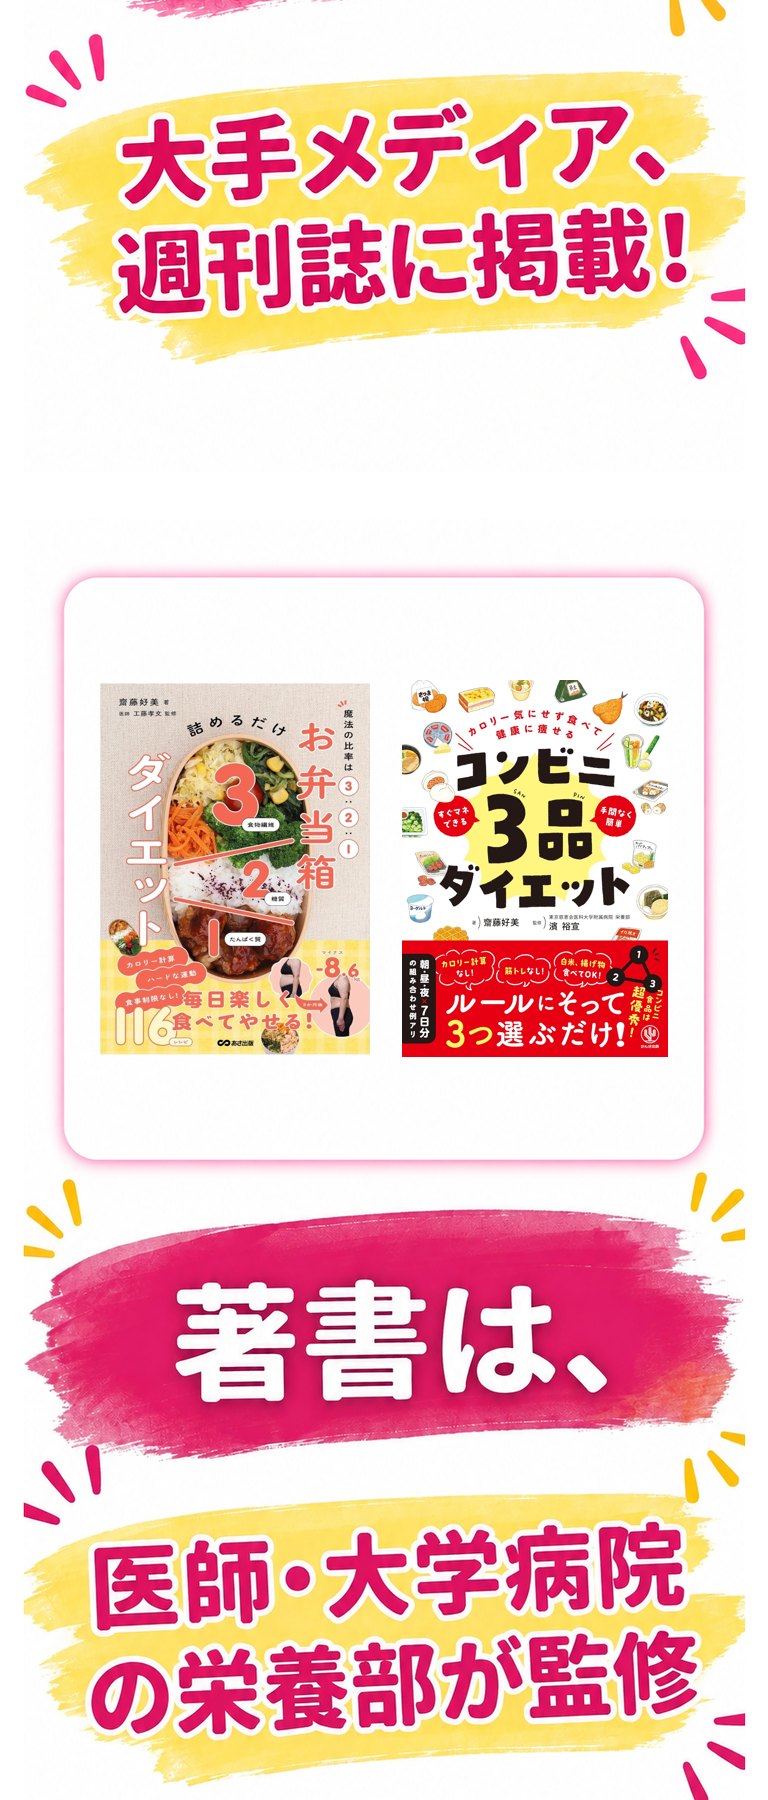 大手メディア、
週刊誌に掲載!
齋藤好美 著
医師 工藤孝文 監修
魔法の比率は3:2:1
詰めるだけ
お弁当箱
ダイエット
3
食物繊維
2
糖質
1
たんぱく質
カロリー計算
ハードな運動
食事制限なし!
毎日楽しく
食べてやせる!
116
レシピ
マイナス
-8.6
あさ出版
カロリー気にせず食べて
健康に痩せる
コンビニ
SAN
PIN
3品
すぐマネ
できる
手間なく
簡単
ダイエット
著 齋藤好美
監修 東京慈恵会医科大学附属病院 栄養部
濱 裕宣
朝・昼・夜×7日分
の組み合わせ例アリ
カロリー計算
なし!
筋トレなし!
白米、揚げ物
食べてOK!
1
2
3
コンビニ
食品は
超優秀!
ルールにそって
3つ選ぶだけ!
かんき出版
著書は、
医師・大学病院
の栄養部が監修